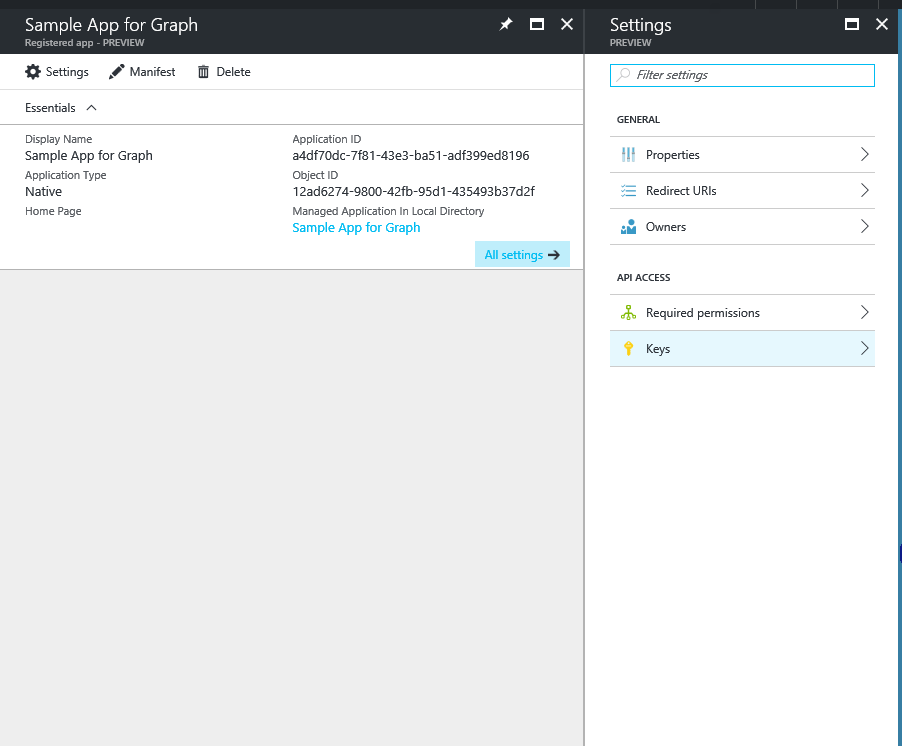 Sample App for Graph
Registered app - PREVIEW
Settings Manifest Delete
Essentials
Display Name
Sample App for Graph
Application Type
Native
Home Page
Application ID
a4df70dc-7f81-43e3-ba51-adf399ed8196
Object ID
12ad6274-9800-42fb-95d1-435493b37d2f
Managed Application In Local Directory
Sample App for Graph
All settings
Settings
PREVIEW
Filter settings
GENERAL
Properties
Redirect URIs
Owners
API ACCESS
Required permissions
Keys